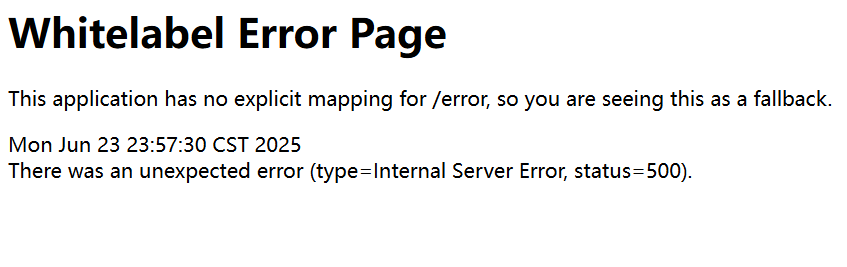 Whitelabel Error Page
This application has no explicit mapping for /error, so you are seeing this as a fallback.
Mon Jun 23 23:57:30 CST 2025
There was an unexpected error (type=Internal Server Error, status=500).